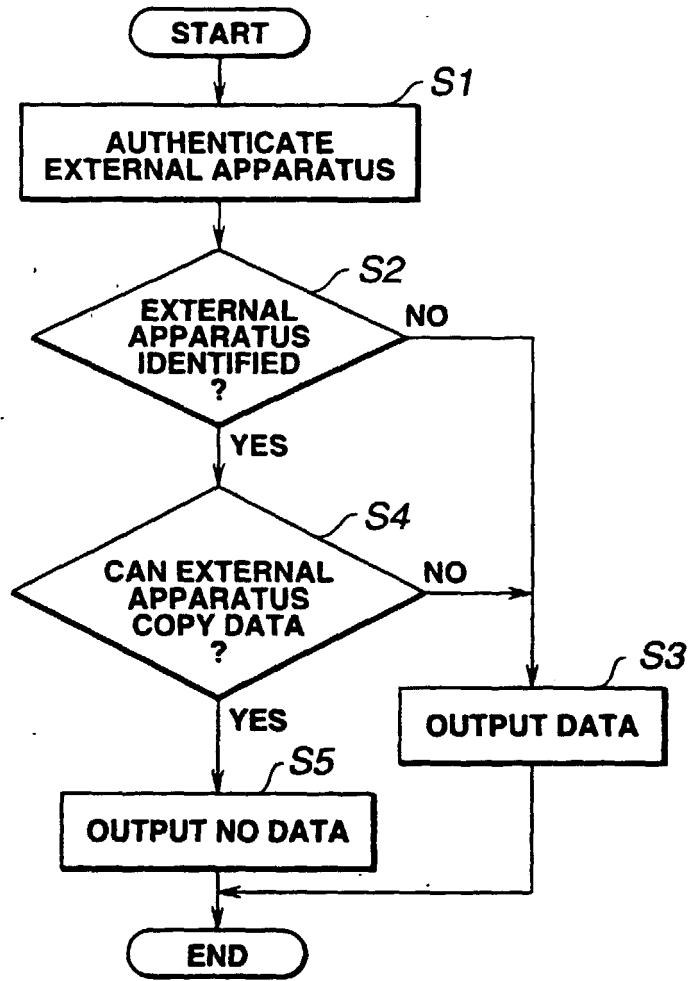 START
S1
AUTHENTICATE
EXTERNAL APPARATUS
S2
EXTERNAL
APPARATUS
IDENTIFIED
?
NO
YES
S4
CAN EXTERNAL
APPARATUS
COPY DATA
?
NO
YES
S3
OUTPUT DATA
S5
OUTPUT NO DATA
END